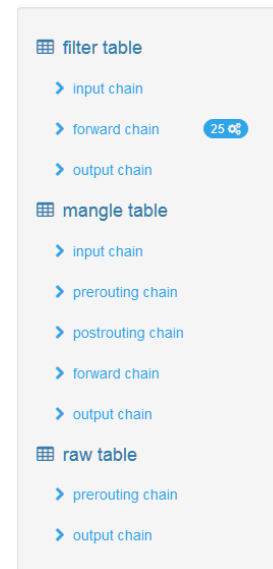 filter table
input chain
forward chain 25
output chain
mangle table
input chain
prerouting chain
postrouting chain
forward chain
output chain
raw table
prerouting chain
output chain